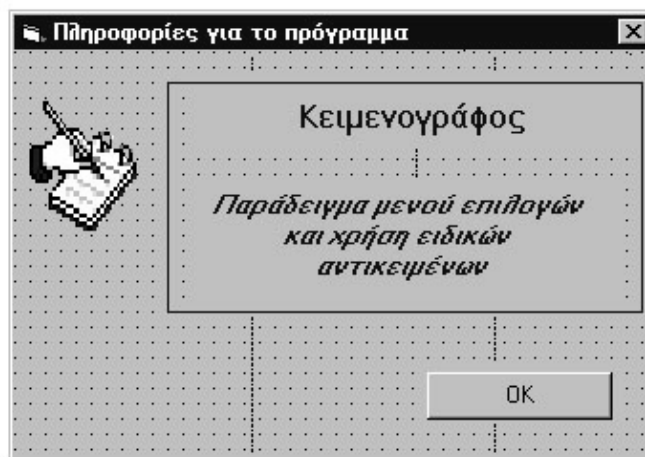 Πληροφορίες για το πρόγραμμα
Κειμενογράφος
Παράδειγμα μενού επιλογών
και χρήση ειδικών
αντικειμένων
OK